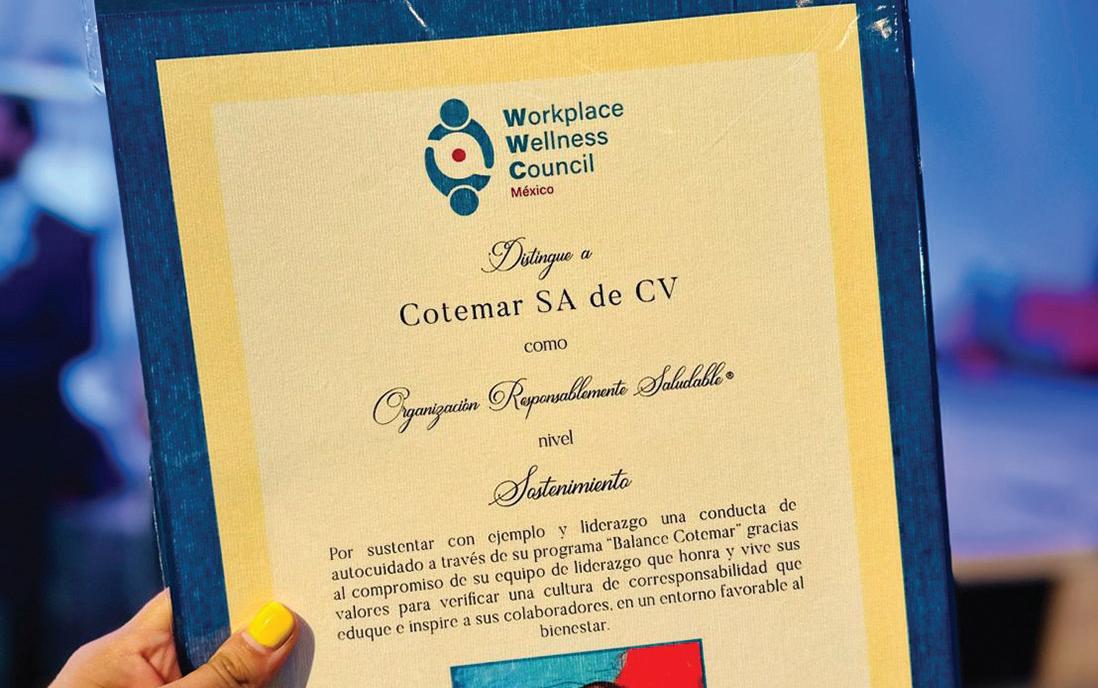 Workplace
Wellness
Council
México
Distingue a
Cotemar SA de CV
como
Organización Responsablemente Saludable®
nivel
Sostenimiento
Por sustentar con ejemplo y liderazgo una conducta de
autocuidado a través de su programa "Balance Cotemar" gracias
al compromiso de su equipo de liderazgo que honra y vive sus
valores para verificar una cultura de corresponsabilidad que
eduque e inspire a sus colaboradores, en un entorno favorable al
bienestar.